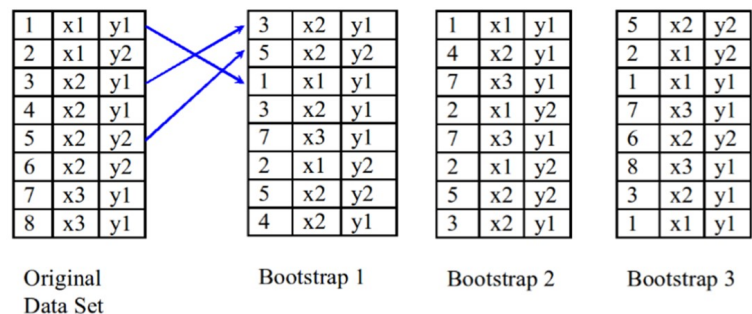 1 x1 y1 3 x2 y1 1 x1 y1 5 x2 y2
2 x1 y2 5 x2 y2 4 x2 y1 2 x1 y2
3 x2 y1 1 x1 y1 7 x3 y1 1 x1 y1
4 x2 y1 3 x2 y1 2 x1 y2 7 x3 y1
5 x2 y2 7 x3 y1 7 x3 y1 6 x2 y2
6 x2 y2 2 x1 y2 2 x1 y2 8 x3 y1
7 x3 y1 5 x2 y2 5 x2 y2 3 x2 y1
8 x3 y1 4 x2 y1 3 x2 y1 1 x1 y1
Original Bootstrap 1 Bootstrap 2 Bootstrap 3
Data Set